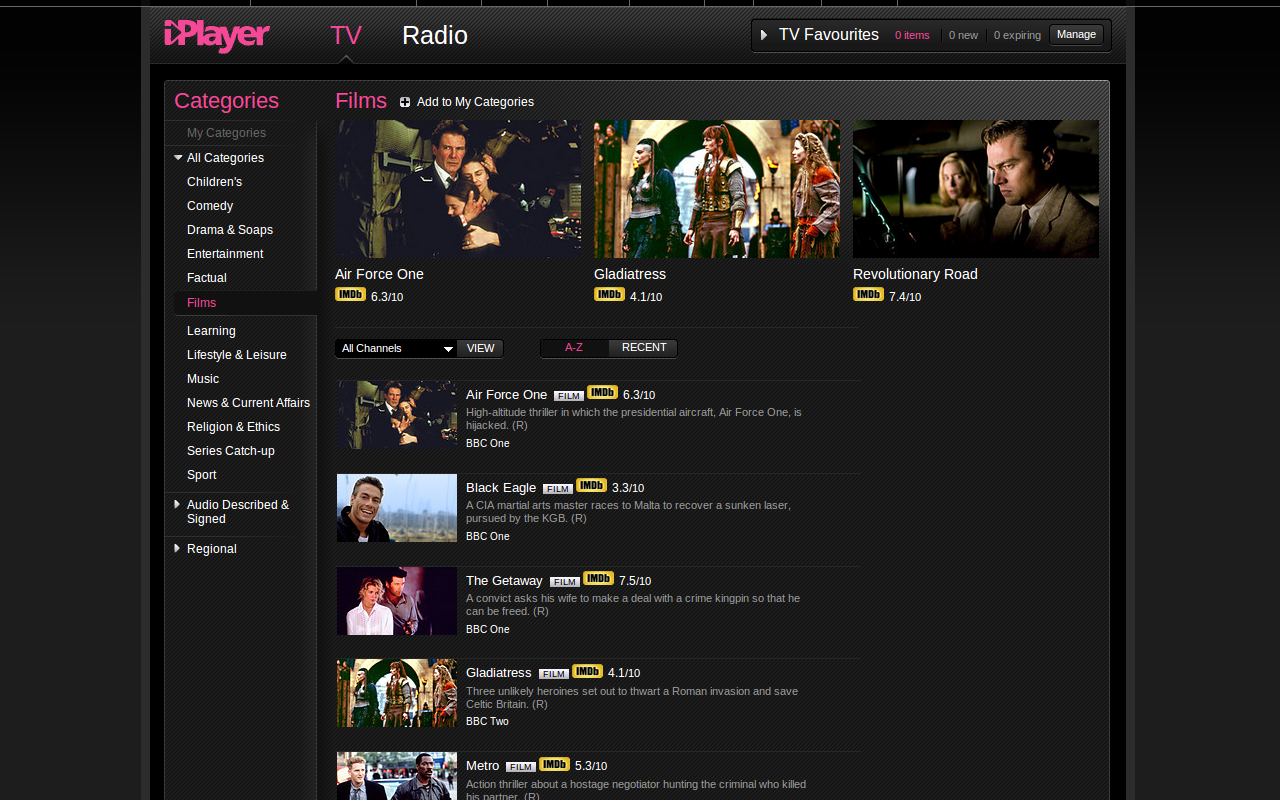 iPlayer
TV
Radio
TV Favourites
0 items
0 new
0 expiring
Manage
Categories
My Categories
All Categories
Children's
Comedy
Drama & Soaps
Entertainment
Factual
Films
Learning
Lifestyle & Leisure
Music
News & Current Affairs
Religion & Ethics
Series Catch-up
Sport
Audio Described &
Signed
Regional
Films
Add to My Categories
Air Force One
IMDb 6.3/10
Gladiatress
IMDb 4.1/10
Revolutionary Road
IMDb 7.4/10
All Channels
VIEW
A-Z
RECENT
Air Force One FILM IMDb 6.3/10
High-altitude thriller in which the presidential aircraft, Air Force One, is
hijacked. (R)
BBC One
Black Eagle FILM IMDb 3.3/10
A CIA martial arts master races to Malta to recover a sunken laser,
pursued by the KGB. (R)
BBC One
The Getaway FILM IMDb 7.5/10
A convict asks his wife to make a deal with a crime kingpin so that he
can be freed. (R)
BBC One
Gladiatress FILM IMDb 4.1/10
Three unlikely heroines set out to thwart a Roman invasion and save
Celtic Britain. (R)
BBC Two
Metro FILM IMDb 5.3/10
Action thriller about a hostage negotiator hunting the criminal who killed
his partner. (R)